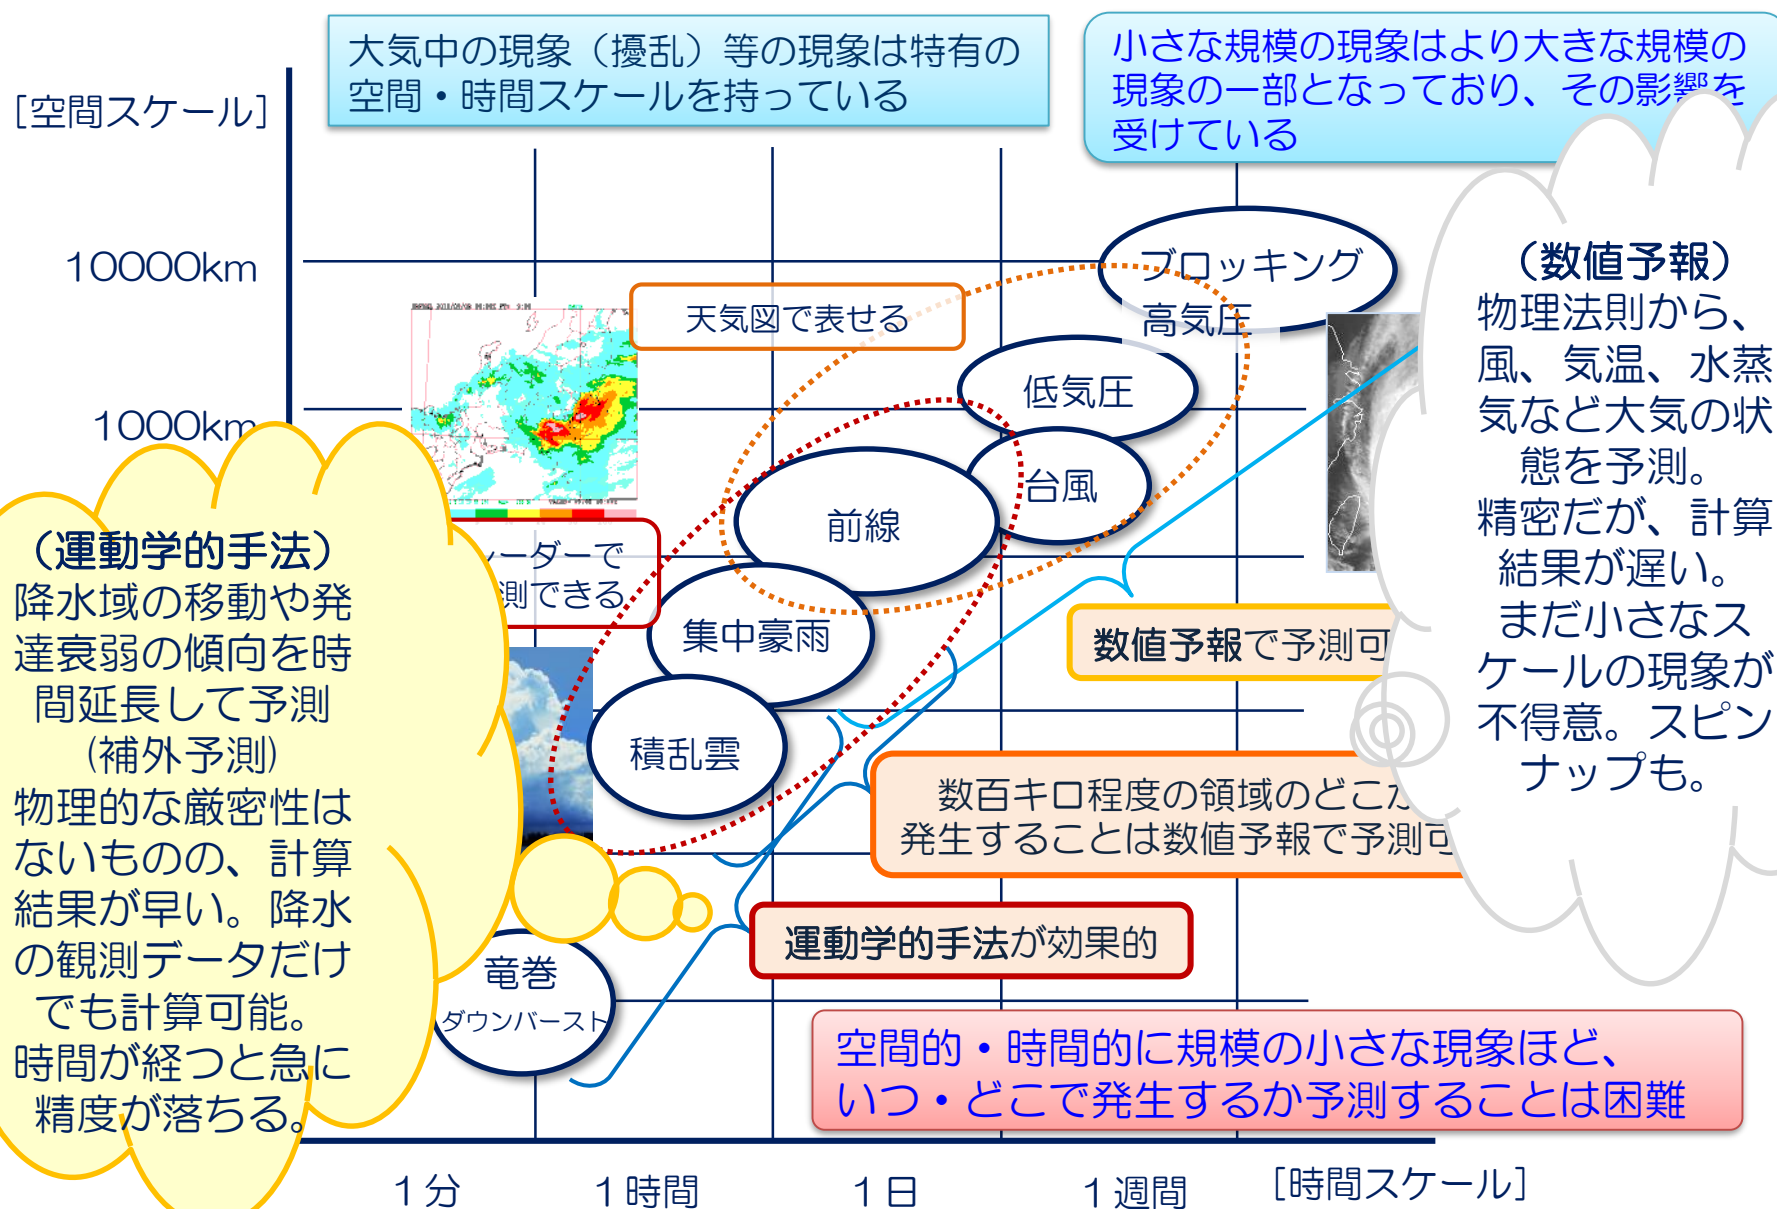 大気中の現象（擾乱）等の現象は特有の
空間・時間スケールを持っている
小さな規模の現象はより大きな規模の
現象の一部となっており、その影響を
受けている
［空間スケール］
10000km
1000km
天気図で表せる
ブロッキング
高気圧
低気圧
台風
前線
集中豪雨
積乱雲
竜巻
ダウンバースト
ーダーで
測できる
（運動学的手法）
降水域の移動や発
達衰弱の傾向を時
間延長して予測
(補外予測)
物理的な厳密性は
ないものの、計算
結果が早い。降水
の観測データだけ
でも計算可能。
時間が経つと急に
精度が落ちる。
（数値予報）
物理法則から、
風、気温、水蒸
気など大気の状
態を予測。
精密だが、計算
結果が遅い。
まだ小さなス
ケールの現象が
不得意。スピン
ナップも。
数値予報で予測可
数百キロ程度の領域のどこか
発生することは数値予報で予測可
運動学的手法が効果的
空間的・時間的に規模の小さな現象ほど、
いつ・どこで発生するか予測することは困難
１分
１時間
１日
１週間
［時間スケール］